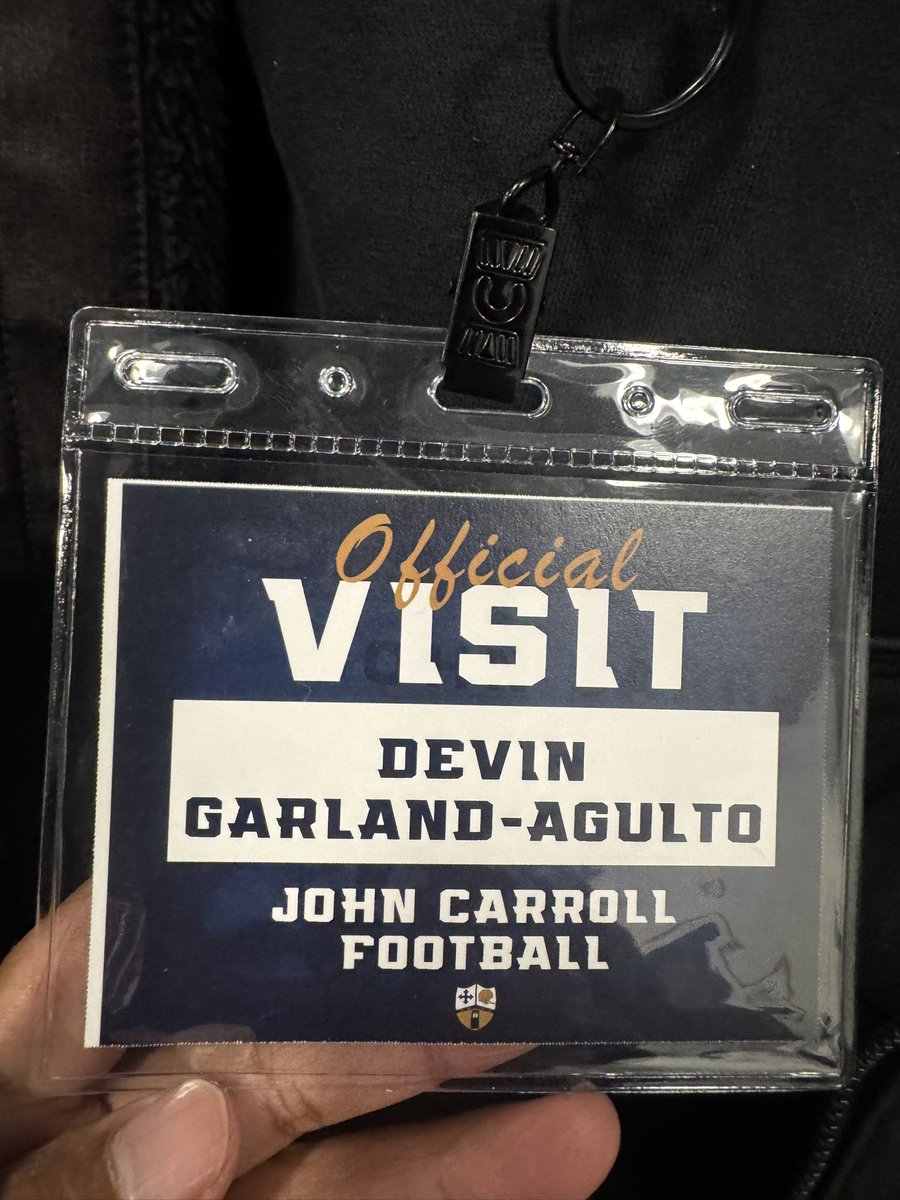 Official
VISIT
DEVIN
GARLAND-AGULTO
JOHN CARROLL
FOOTBALL